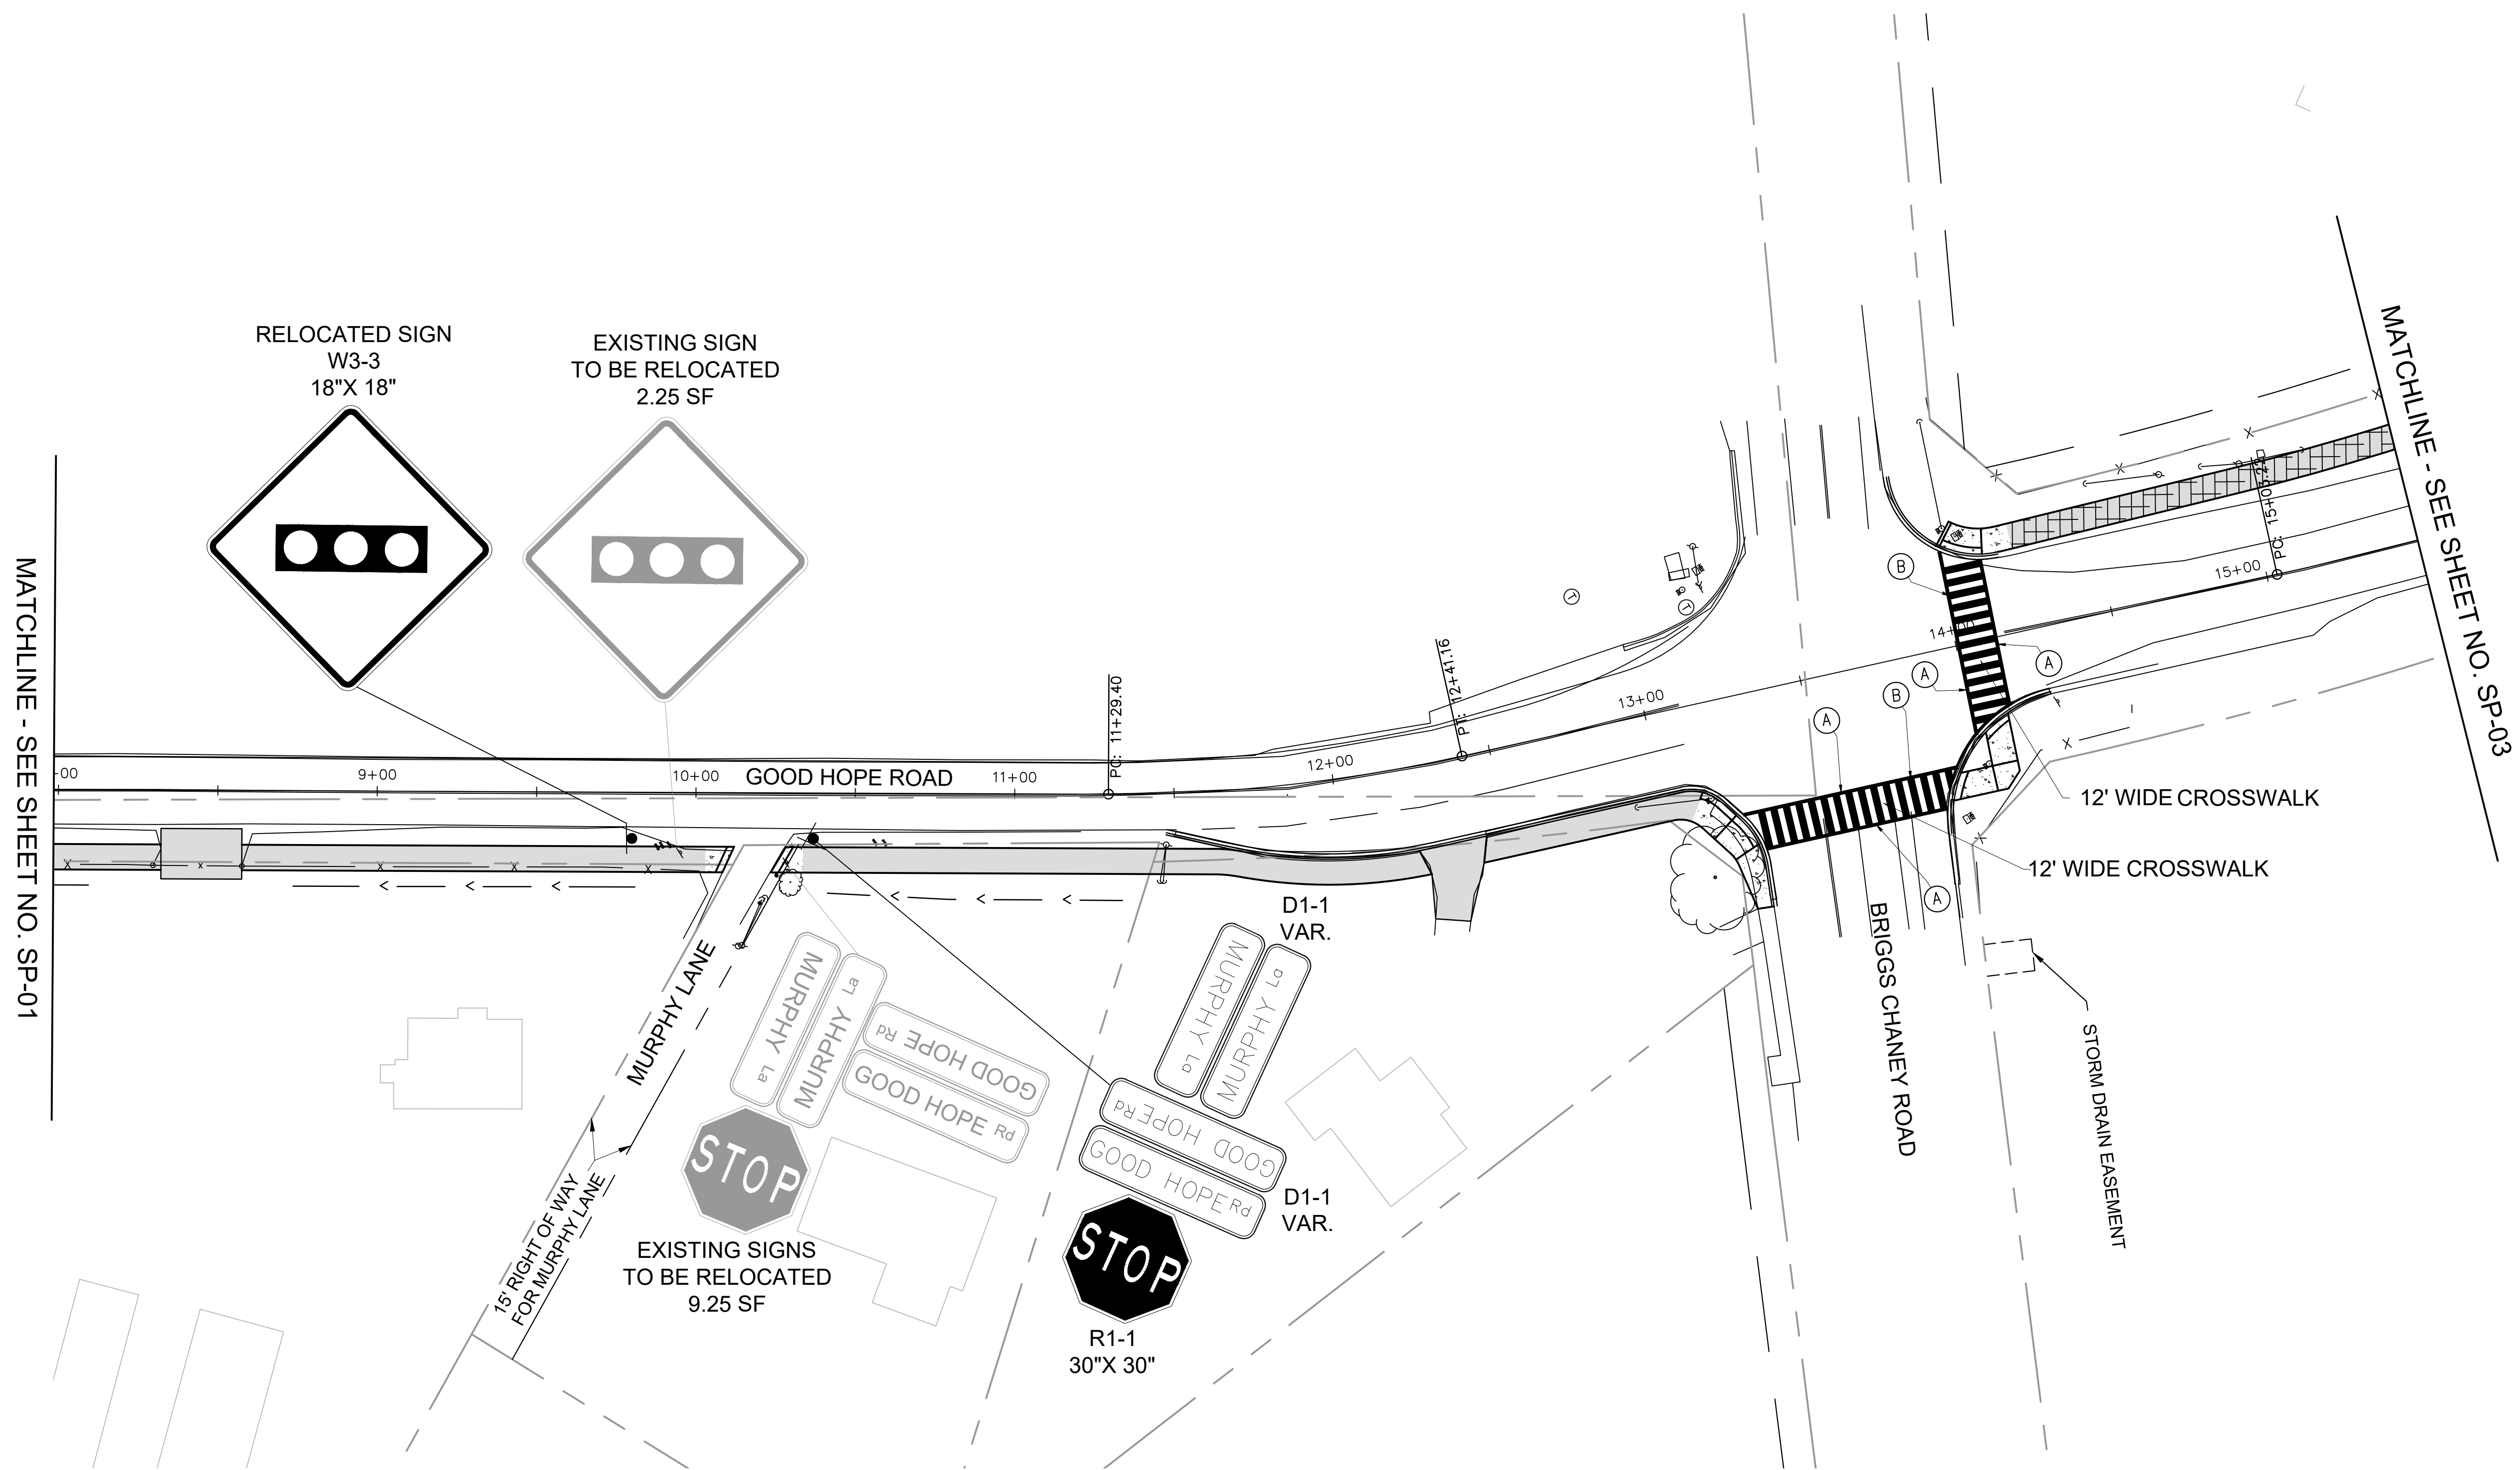 RELOCATED SIGN
W3-3
18"X 18"
EXISTING SIGN
TO BE RELOCATED
2.25 SF
MATCHLINE - SEE SHEET NO. SP-01
MATCHLINE - SEE SHEET NO. SP-03
-00
9+00
10+00
GOOD HOPE ROAD
11+00
PC: 11+29.40
12+00
PT: 12+41.16
13+00
14+00
15+00
T
T
B
A
A
B
A
A
12' WIDE CROSSWALK
12' WIDE CROSSWALK
BRIGGS CHANEY ROAD
STORM DRAIN EASEMENT
MURPHY LANE
15' RIGHT OF WAY
FOR MURPHY LANE
MURPHY La
MURPHY La
GOOD HOPE Rd
GOOD HOPE Rd
STOP
EXISTING SIGNS
TO BE RELOCATED
9.25 SF
D1-1
VAR.
MURPHY La
MURPHY La
GOOD HOPE Rd
GOOD HOPE Rd
D1-1
VAR.
STOP
R1-1
30"X 30"